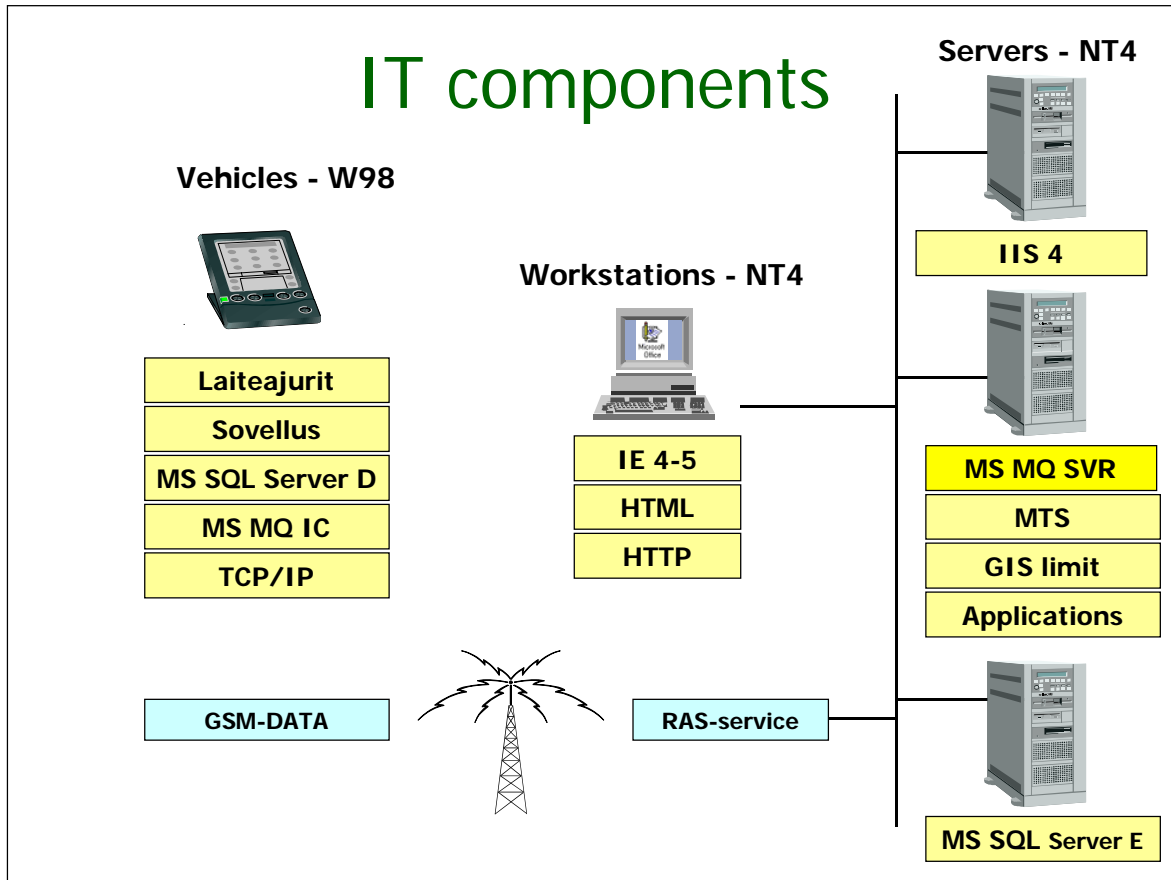 IT components
Servers - NT4
Vehicles - W98
IIS 4
Workstations - NT4
Microsoft
Office
Laiteajurit
Sovellus
MS SQL Server D
MS MQ IC
TCP/IP
IE 4-5
HTML
HTTP
MS MQ SVR
MTS
GIS limit
Applications
GSM-DATA
RAS-service
MS SQL Server E